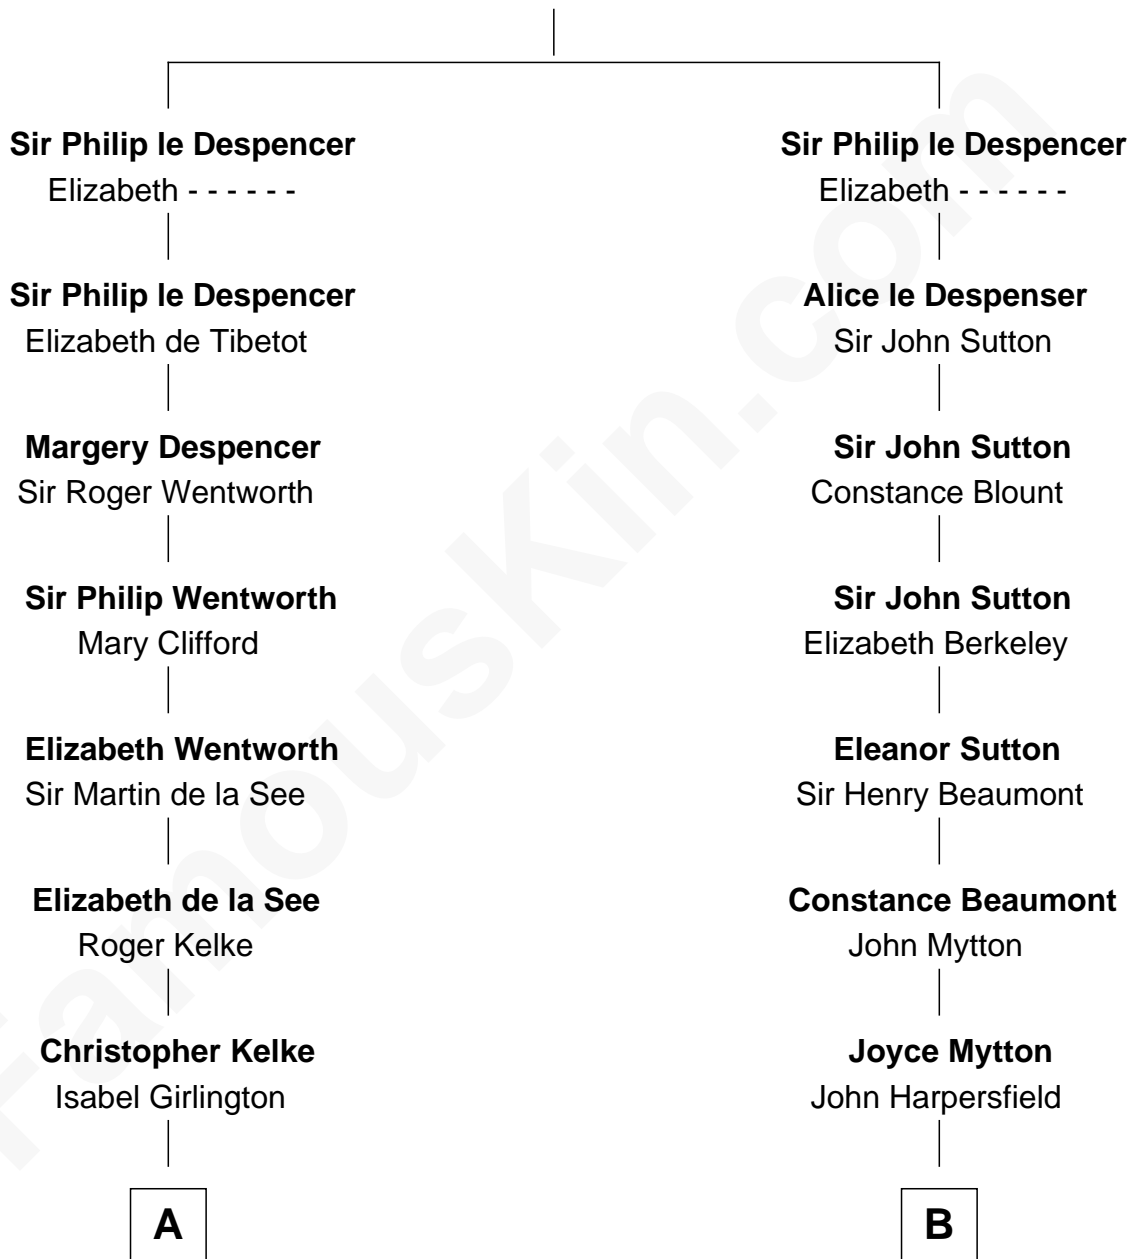 Sir Philip le Despencer
Elizabeth - - - - - -
Sir Philip le Despencer
Elizabeth de Tibetot
Margery Despencer
Sir Roger Wentworth
Sir Philip Wentworth
Mary Clifford
Elizabeth Wentworth
Sir Martin de la See
Elizabeth de la See
Roger Kelke
Christopher Kelke
Isabel Girlington
A
Sir Philip le Despencer
Elizabeth - - - - - -
Alice le Despenser
Sir John Sutton
Sir John Sutton
Constance Blount
Sir John Sutton
Elizabeth Berkeley
Eleanor Sutton
Sir Henry Beaumont
Constance Beaumont
John Mytton
Joyce Mytton
John Harpersfield
B
FamousKin.com